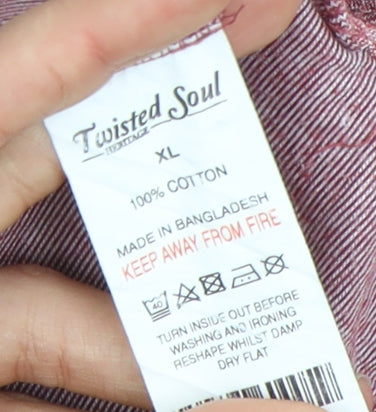 Twisted Soul
HERITAGE
XL
100% COTTON
MADE IN BANGLADESH
KEEP AWAY FROM FIRE
40
TURN INSIDE OUT BEFORE
WASHING AND IRONING
RESHAPE WHILST DAMP
DRY FLAT